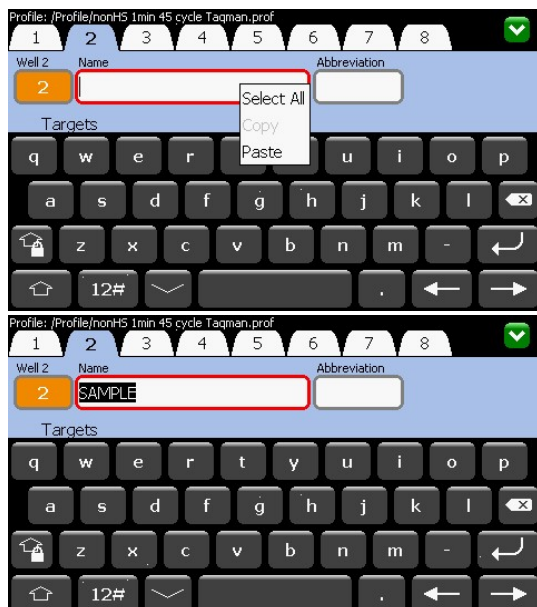 Profile: /Profile/nonHS 1min 45 cycle Taqman.prof
1 2 3 4 5 6 7 8
Well 2 Name Abbreviation
2
Select All
Copy
Paste
Targets
q w e r u i o p
a s d f g h j k l
z x c v b n m -
12# .
Profile: /Profile/nonHS 1min 45 cycle Taqman.prof
1 2 3 4 5 6 7 8
Well 2 Name Abbreviation
2 SAMPLE
Targets
q w e r t y u i o p
a s d f g h j k l
z x c v b n m -
12# .